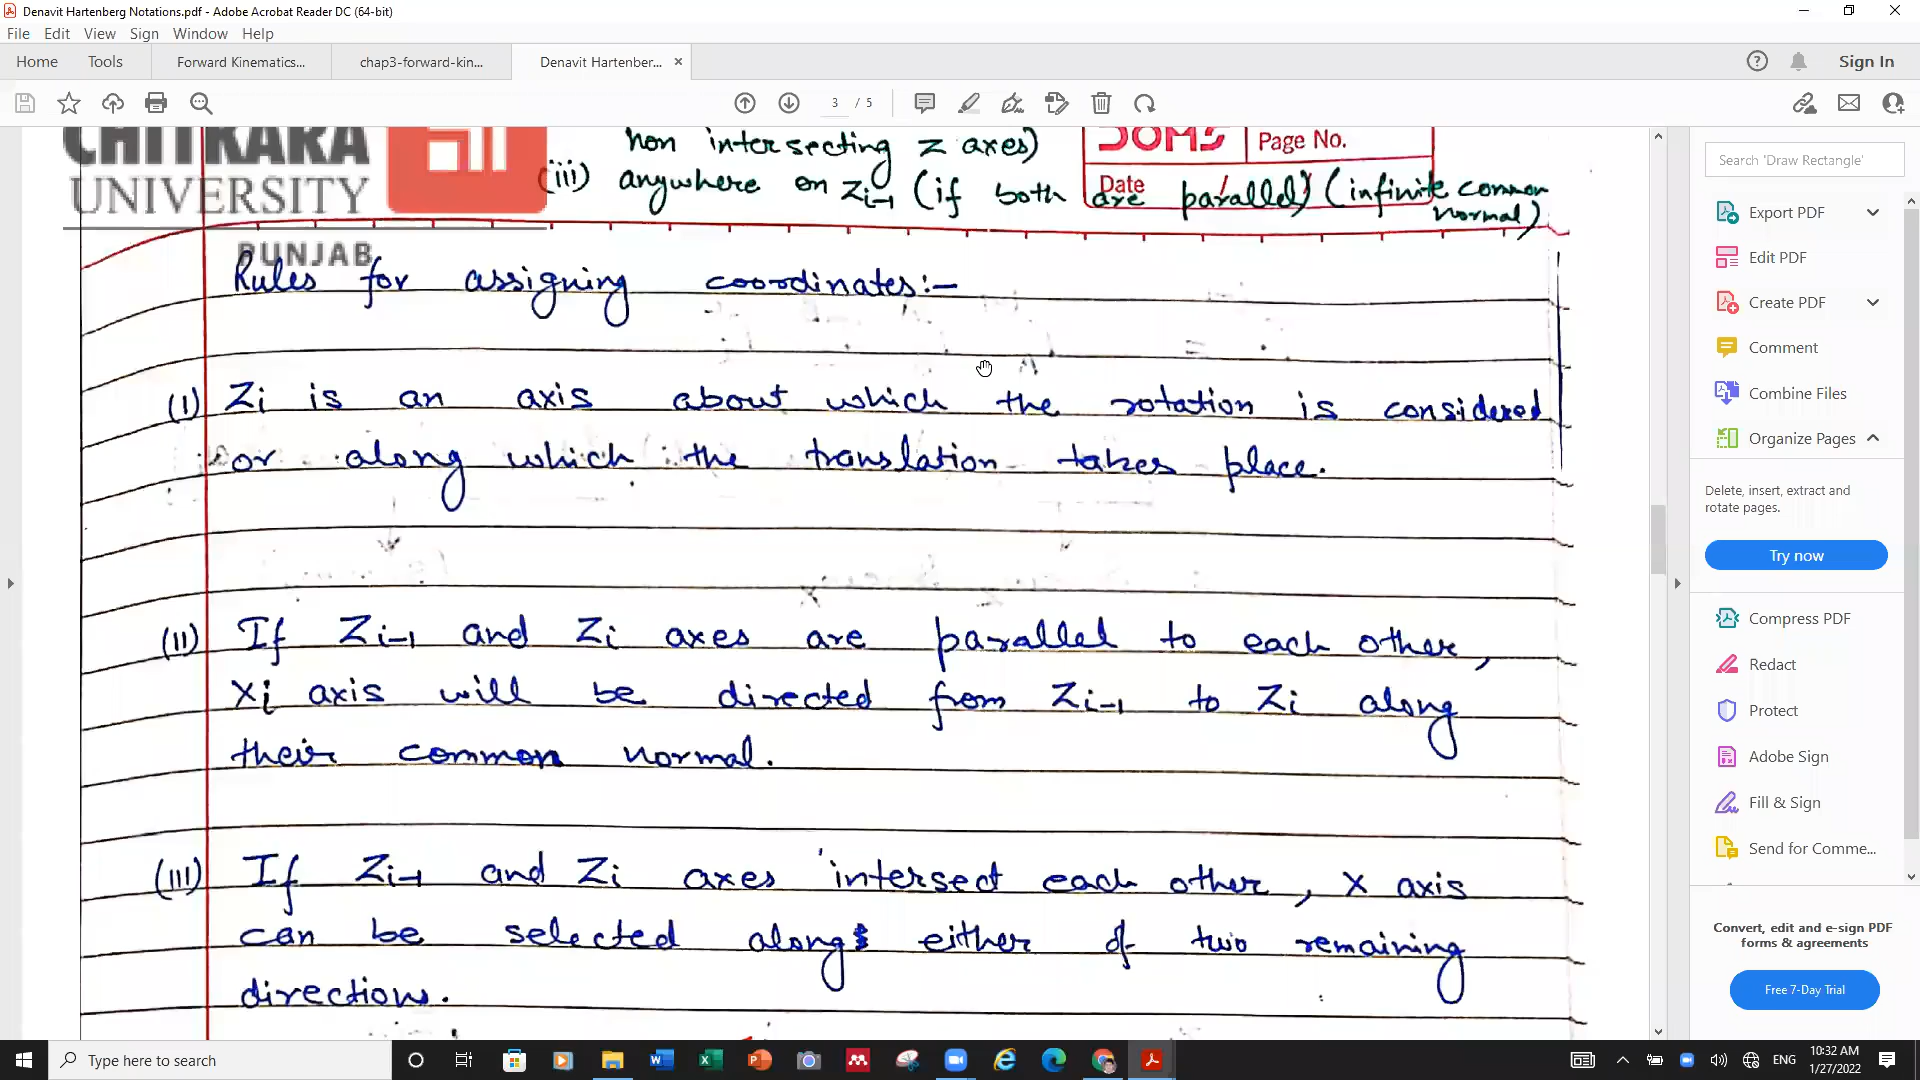 Denavit Hartenberg Notations.pdf - Adobe Acrobat Reader DC (64-bit)
File Edit View Sign Window Help
Home Tools Forward Kinematics... chap3-forward-kin... Denavit Hartenber... Sign In
3 / 5
CHITKARA
UNIVERSITY
PUNJAB
Page No.
Date
non intersecting z axes)
(iii) anywhere on Zi-1 (if both are parallel) (infinite common
normal)
Rules for assigning coordinates:-
(I) Zi is an axis about which the rotation is considered
or along which the translation takes place.
(II) If Zi-1 and Zi axes are parallel to each other,
Xi axis will be directed from Zi-1 to Zi along
their common normal.
(III) If Zi-1 and Zi axes intersect each other, X axis
can be selected along either of two remaining
directions.
Search 'Draw Rectangle'
Export PDF
Edit PDF
Create PDF
Comment
Combine Files
Organize Pages
Delete, insert, extract and
rotate pages.
Try now
Compress PDF
Redact
Protect
Adobe Sign
Fill & Sign
Send for Comme...
Convert, edit and e-sign PDF
forms & agreements
Free 7-Day Trial
Type here to search
ENG
10:32 AM
1/27/2022